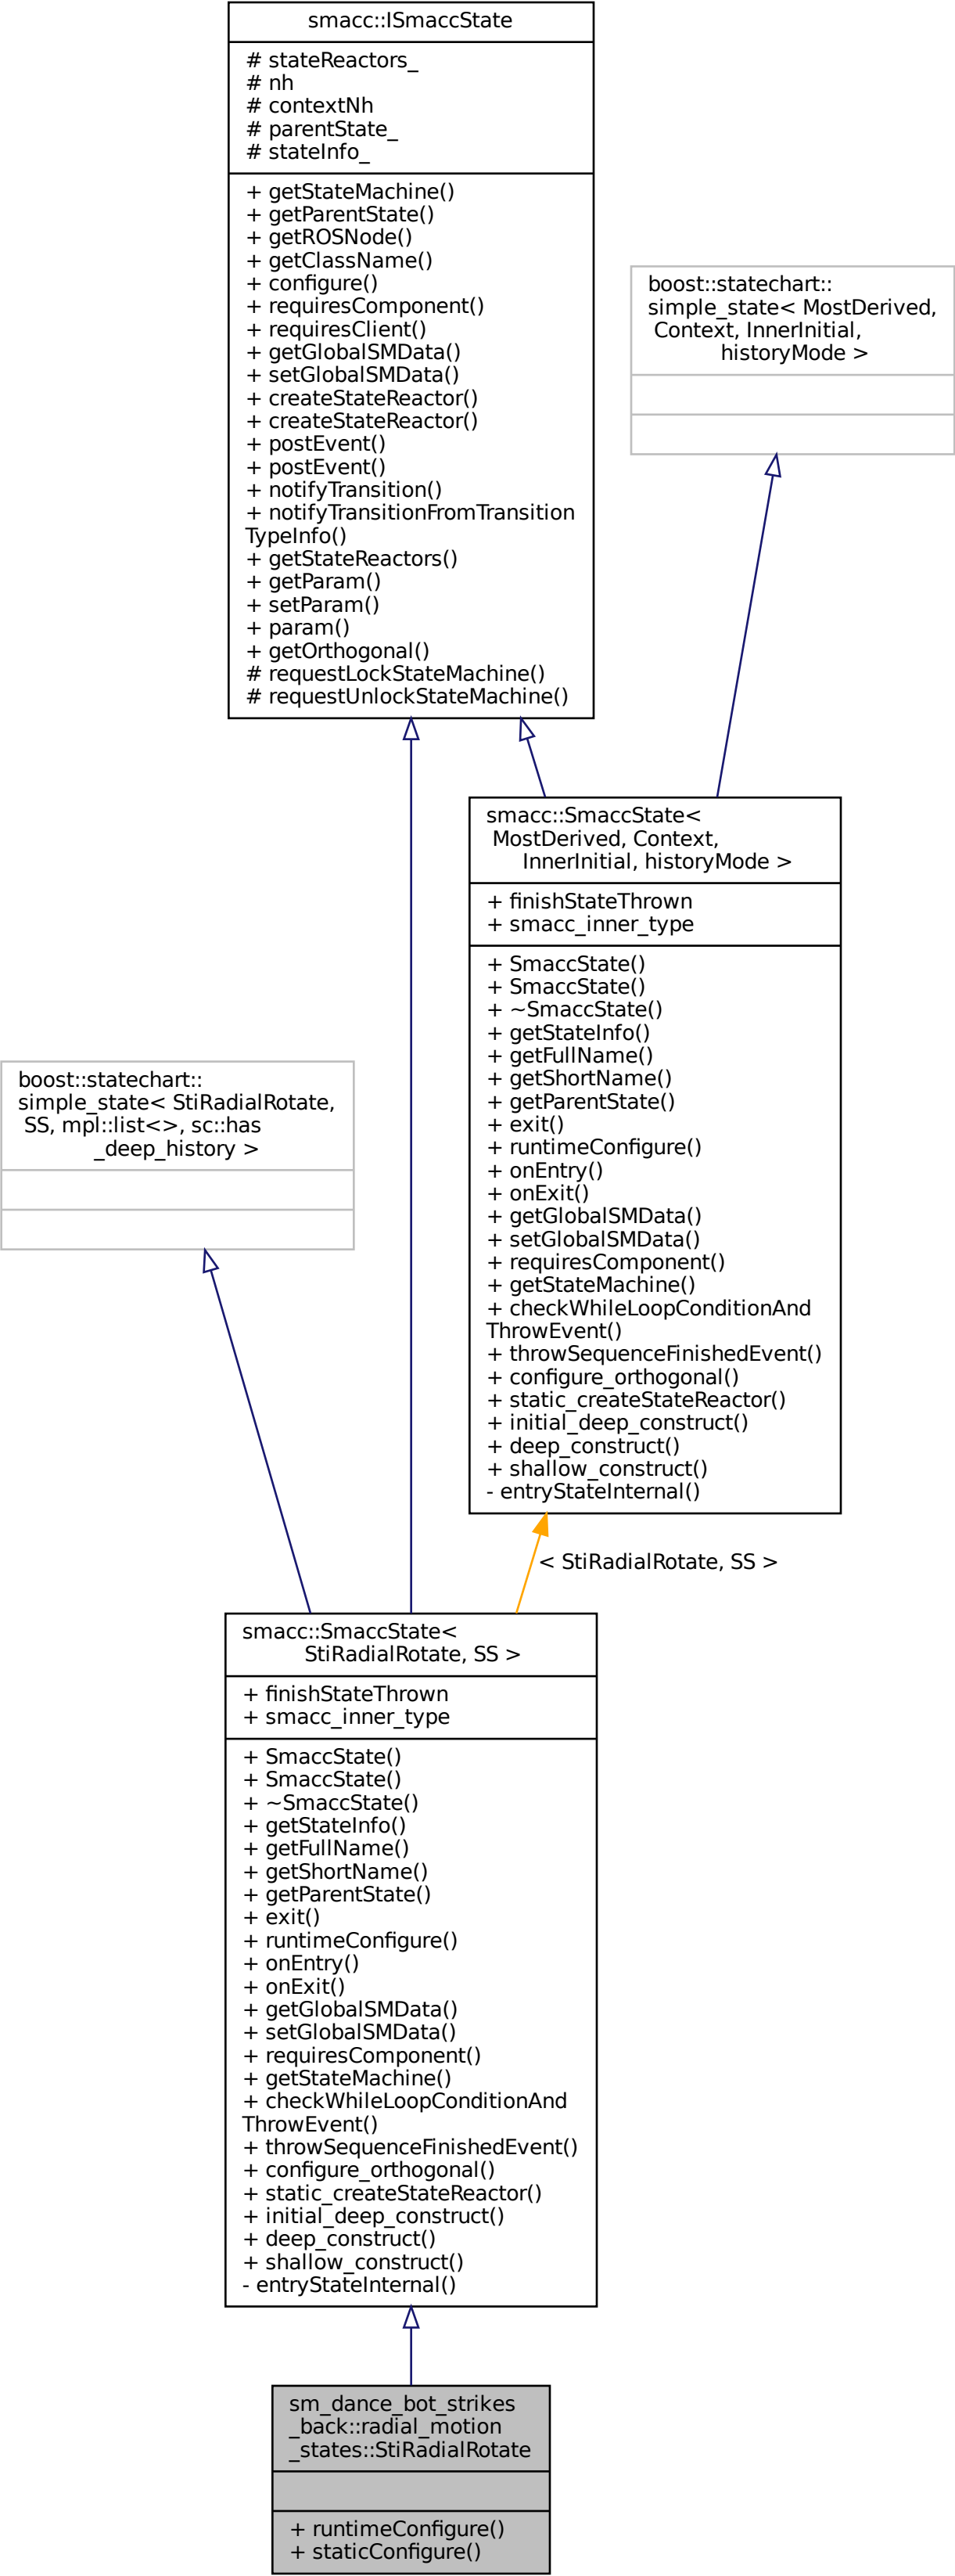 smacc::ISmaccState
# stateReactors_
# nh
# contextNh
# parentState_
# stateInfo_
+ getStateMachine()
+ getParentState()
+ getROSNode()
+ getClassName()
+ configure()
+ requiresComponent()
+ requiresClient()
+ getGlobalSMData()
+ setGlobalSMData()
+ createStateReactor()
+ createStateReactor()
+ postEvent()
+ postEvent()
+ notifyTransition()
+ notifyTransitionFromTransition
TypeInfo()
+ getStateReactors()
+ getParam()
+ setParam()
+ param()
+ getOrthogonal()
# requestLockStateMachine()
# requestUnlockStateMachine()
boost::statechart::
simple_state< MostDerived,
Context, InnerInitial,
historyMode >
smacc::SmaccState<
MostDerived, Context,
InnerInitial, historyMode >
+ finishStateThrown
+ smacc_inner_type
+ SmaccState()
+ SmaccState()
+ ~SmaccState()
+ getStateInfo()
+ getFullName()
+ getShortName()
+ getParentState()
+ exit()
+ runtimeConfigure()
+ onEntry()
+ onExit()
+ getGlobalSMData()
+ setGlobalSMData()
+ requiresComponent()
+ getStateMachine()
+ checkWhileLoopConditionAnd
ThrowEvent()
+ throwSequenceFinishedEvent()
+ configure_orthogonal()
+ static_createStateReactor()
+ initial_deep_construct()
+ deep_construct()
+ shallow_construct()
- entryStateInternal()
boost::statechart::
simple_state< StiRadialRotate,
SS, mpl::list<>, sc::has
_deep_history >
< StiRadialRotate, SS >
smacc::SmaccState<
StiRadialRotate, SS >
+ finishStateThrown
+ smacc_inner_type
+ SmaccState()
+ SmaccState()
+ ~SmaccState()
+ getStateInfo()
+ getFullName()
+ getShortName()
+ getParentState()
+ exit()
+ runtimeConfigure()
+ onEntry()
+ onExit()
+ getGlobalSMData()
+ setGlobalSMData()
+ requiresComponent()
+ getStateMachine()
+ checkWhileLoopConditionAnd
ThrowEvent()
+ throwSequenceFinishedEvent()
+ configure_orthogonal()
+ static_createStateReactor()
+ initial_deep_construct()
+ deep_construct()
+ shallow_construct()
- entryStateInternal()
sm_dance_bot_strikes
_back::radial_motion
_states::StiRadialRotate
+ runtimeConfigure()
+ staticConfigure()